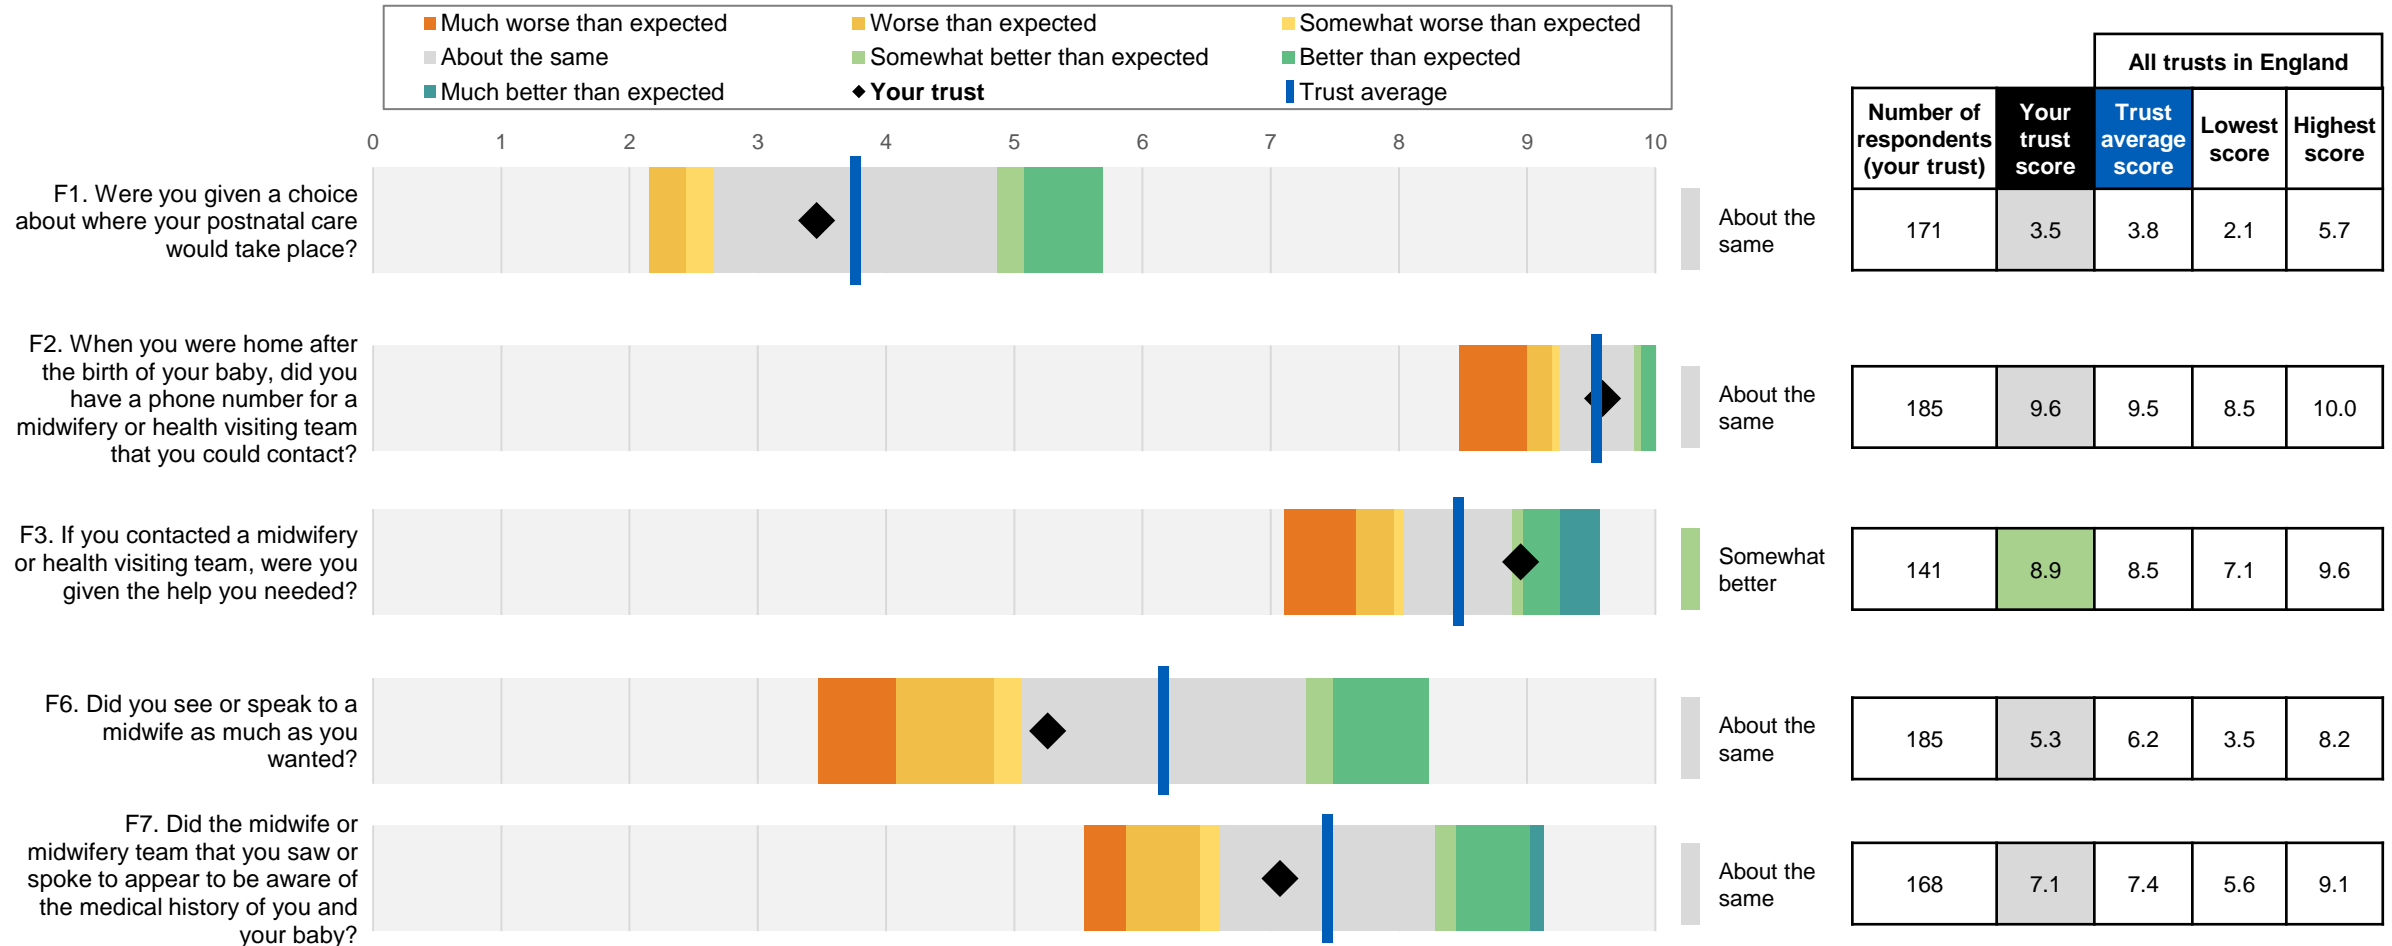 Much worse than expected
Worse than expected
Somewhat worse than expected
About the same
Somewhat better than expected
Better than expected
Much better than expected
Your trust
Trust average
All trusts in England
Number of
respondents
(your trust)
Your
trust
score
Trust
average
score
Lowest
score
Highest
score
0 1 2 3 4 5 6 7 8 9 10
F1. Were you given a choice
about where your postnatal care
would take place?
About the
same
171 3.5 3.8 2.1 5.7
F2. When you were home after
the birth of your baby, did you
have a phone number for a
midwifery or health visiting team
that you could contact?
About the
same
185 9.6 9.5 8.5 10.0
F3. If you contacted a midwifery
or health visiting team, were you
given the help you needed?
Somewhat
better
141 8.9 8.5 7.1 9.6
F6. Did you see or speak to a
midwife as much as you
wanted?
About the
same
185 5.3 6.2 3.5 8.2
F7. Did the midwife or
midwifery team that you saw or
spoke to appear to be aware of
the medical history of you and
your baby?
About the
same
168 7.1 7.4 5.6 9.1